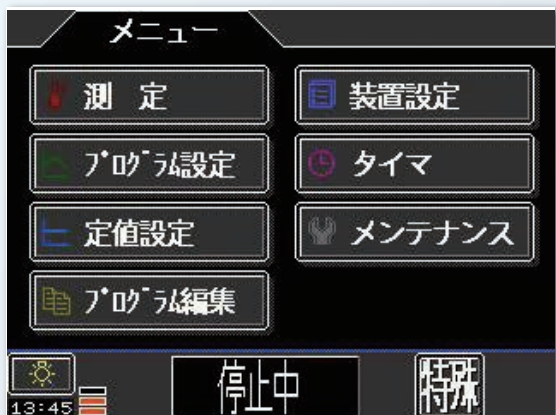 メニュー
測 定
プログラム設定
定値設定
プログラム編集
装置設定
タイマ
メンテナンス
13:45
停止中
特殊